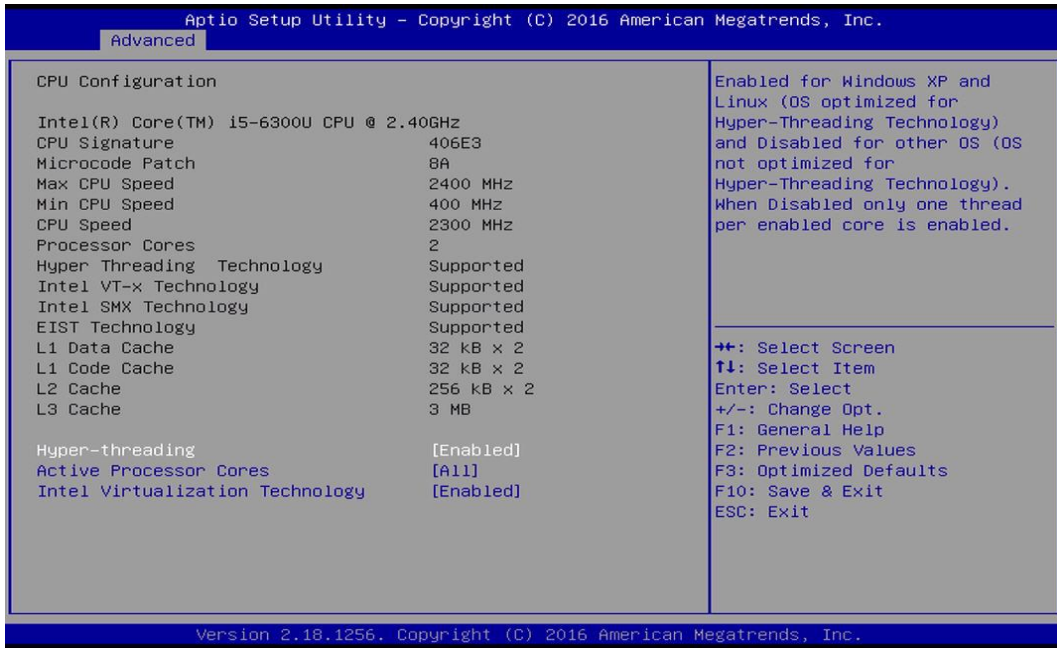 Aptio Setup Utility – Copyright (C) 2016 American Megatrends, Inc.
Advanced
CPU Configuration
Intel(R) Core(TM) i5-6300U CPU @ 2.40GHz
CPU Signature 406E3
Microcode Patch 8A
Max CPU Speed 2400 MHz
Min CPU Speed 400 MHz
CPU Speed 2300 MHz
Processor Cores 2
Hyper Threading Technology Supported
Intel VT-x Technology Supported
Intel SMX Technology Supported
EIST Technology Supported
L1 Data Cache 32 kB x 2
L1 Code Cache 32 kB x 2
L2 Cache 256 kB x 2
L3 Cache 3 MB
Hyper-threading [Enabled]
Active Processor Cores [All]
Intel Virtualization Technology [Enabled]
Enabled for Windows XP and
Linux (OS optimized for
Hyper-Threading Technology)
and Disabled for other OS (OS
not optimized for
Hyper-Threading Technology).
When Disabled only one thread
per enabled core is enabled.
→←: Select Screen
↑↓: Select Item
Enter: Select
+/-: Change Opt.
F1: General Help
F2: Previous Values
F3: Optimized Defaults
F10: Save & Exit
ESC: Exit
Version 2.18.1256. Copyright (C) 2016 American Megatrends, Inc.